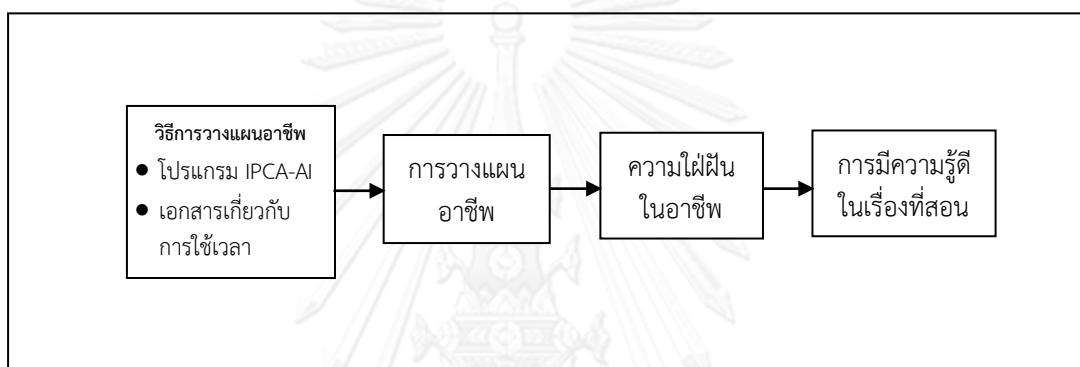 วิธีการวางแผนอาชีพ
● โปรแกรม IPCA-AI
● เอกสารเกี่ยวกับ
การใช้เวลา
การวางแผน
อาชีพ
ความใฝ่ฝัน
ในอาชีพ
การมีความรู้ดี
ในเรื่องที่สอน